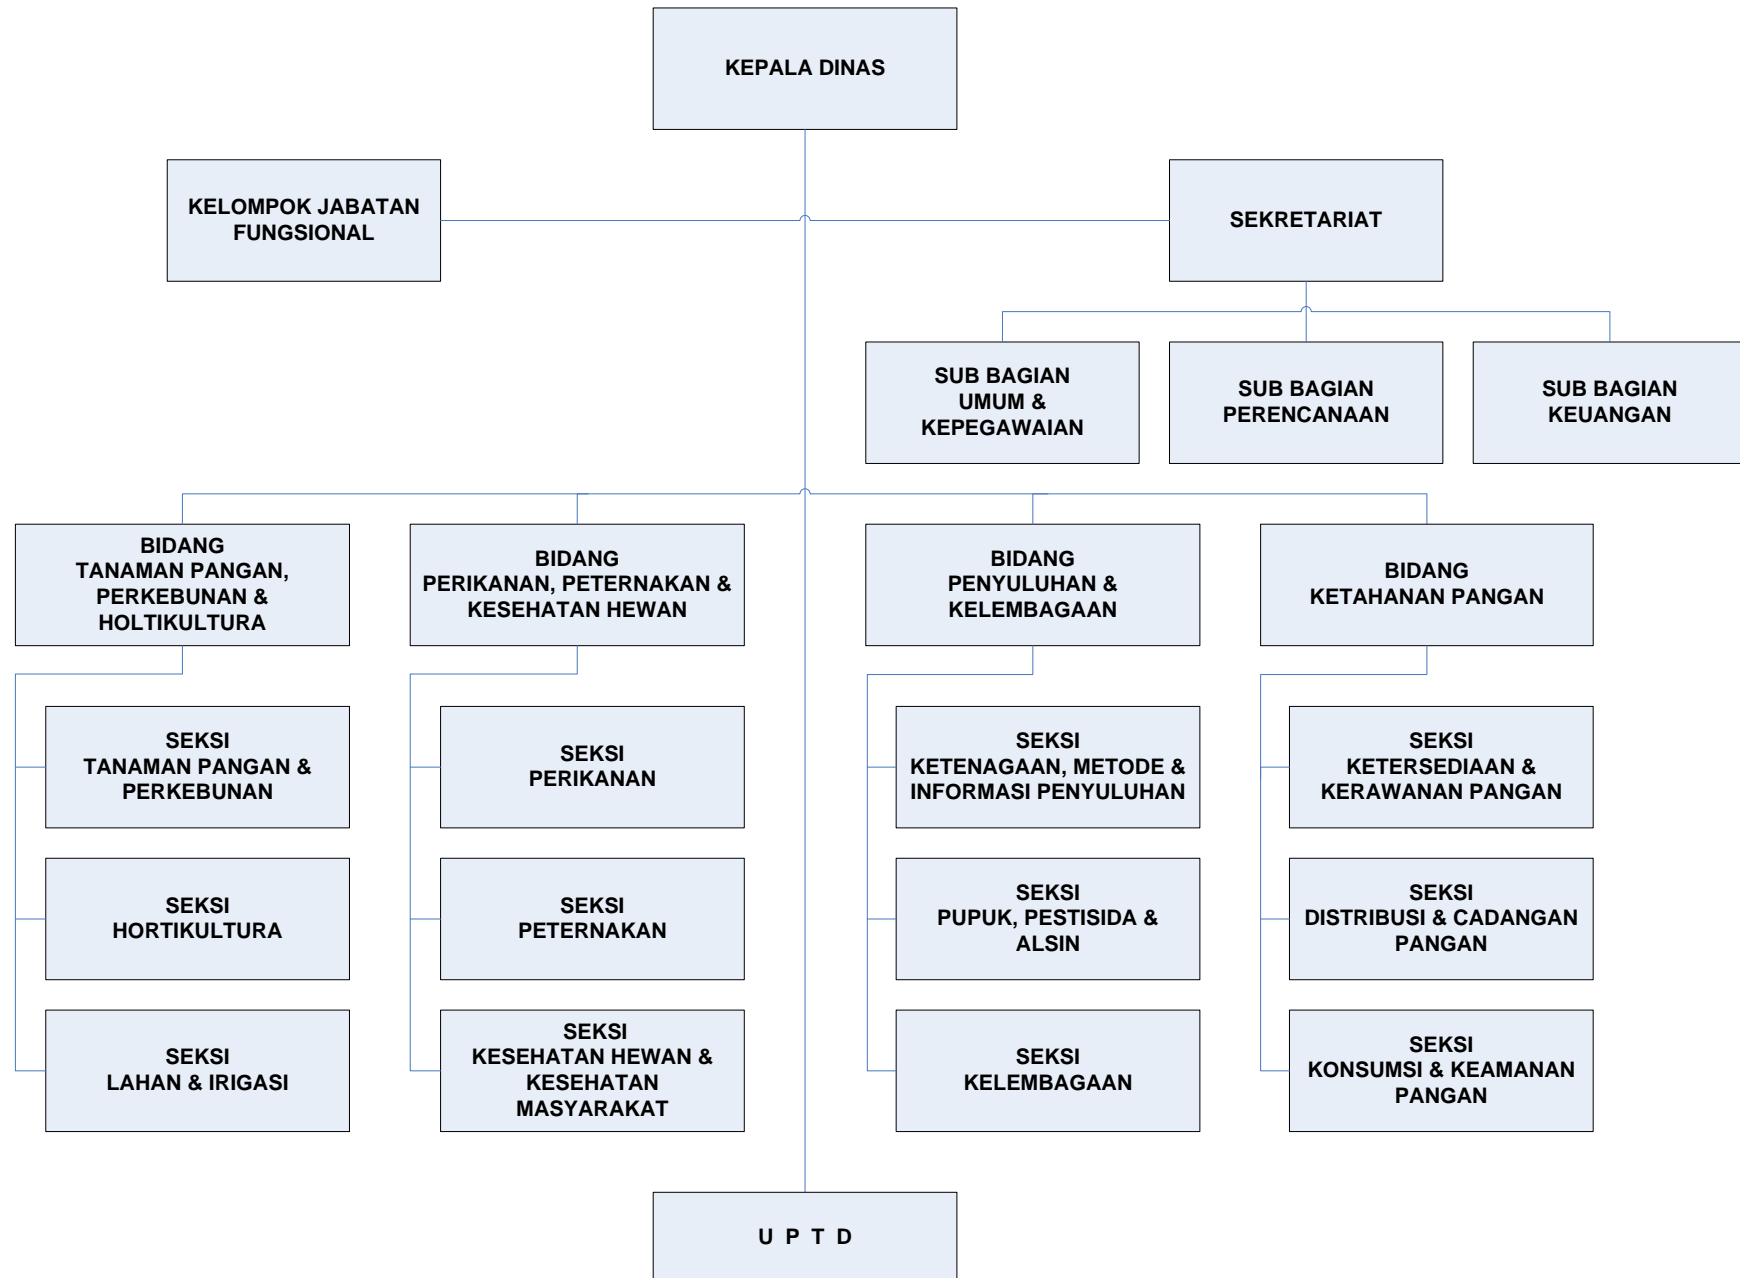 KEPALA DINAS
KELOMPOK JABATAN
FUNGSIONAL
SEKRETARIAT
SUB BAGIAN
UMUM &
KEPEGAWAIAN
SUB BAGIAN
PERENCANAAN
SUB BAGIAN
KEUANGAN
BIDANG
TANAMAN PANGAN,
PERKEBUNAN &
HOLTIKULTURA
BIDANG
PERIKANAN, PETERNAKAN &
KESEHATAN HEWAN
BIDANG
PENYULUHAN &
KELEMBAGAAN
BIDANG
KETAHANAN PANGAN
SEKSI
TANAMAN PANGAN &
PERKEBUNAN
SEKSI
PERIKANAN
SEKSI
KETENAGAAN, METODE &
INFORMASI PENYULUHAN
SEKSI
KETERSEDIAAN &
KERAWANAN PANGAN
SEKSI
HORTIKULTURA
SEKSI
PETERNAKAN
SEKSI
PUPUK, PESTISIDA &
ALSIN
SEKSI
DISTRIBUSI & CADANGAN
PANGAN
SEKSI
LAHAN & IRIGASI
SEKSI
KESEHATAN HEWAN &
KESEHATAN
MASYARAKAT
SEKSI
KELEMBAGAAN
SEKSI
KONSUMSI & KEAMANAN
PANGAN
U P T D